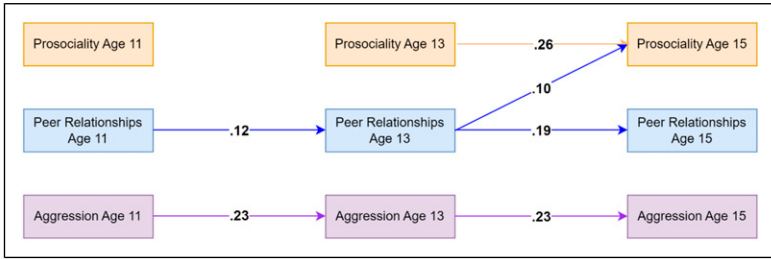 Prosociality Age 11
Prosociality Age 13
.26
Prosociality Age 15
.10
Peer Relationships
Age 11
.12
Peer Relationships
Age 13
.19
Peer Relationships
Age 15
Aggression Age 11
.23
Aggression Age 13
.23
Aggression Age 15